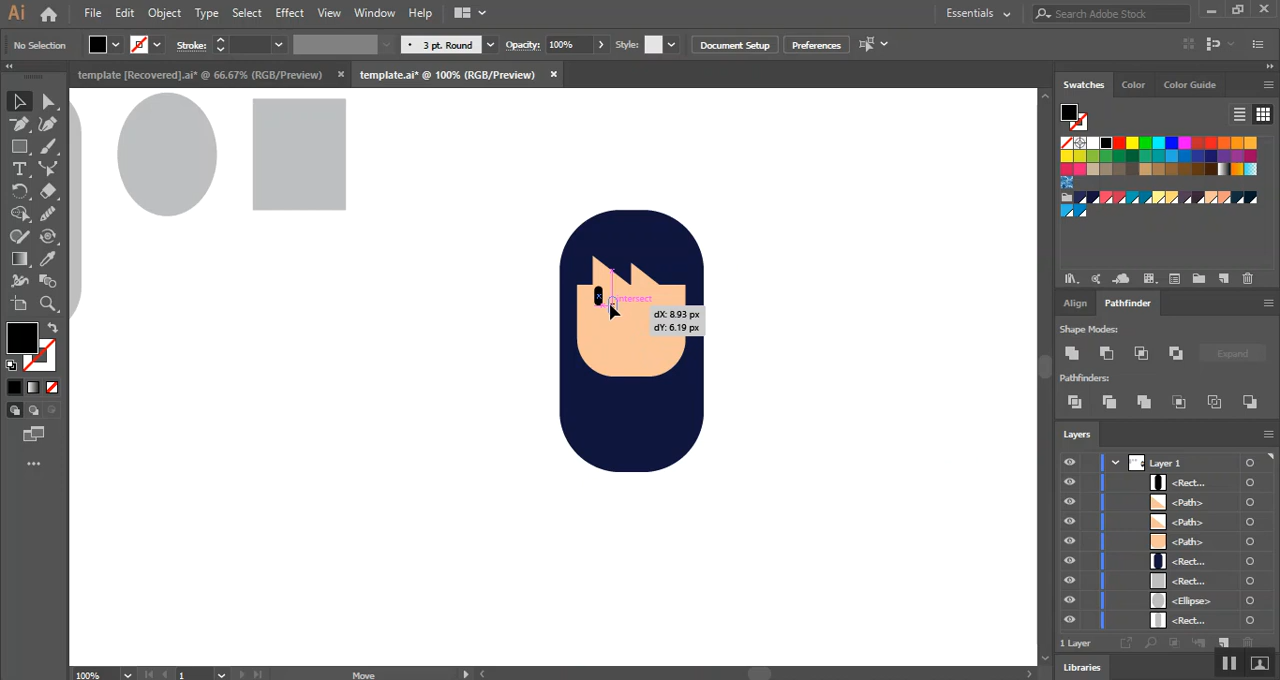 Ai File Edit Object Type Select Effect View Window Help Essentials Search Adobe Stock
No Selection Stroke: 3 pt. Round Opacity: 100% Style: Document Setup Preferences
template [Recovered].ai* @ 66.67% (RGB/Preview) template.ai* @ 100% (RGB/Preview)
Swatches Color Color Guide
intersect
dX: 8.93 px
dY: 6.19 px
Align Pathfinder
Shape Modes:
Expand
Pathfinders:
Layers
Layer 1
<Rect...
<Path>
<Path>
<Path>
<Rect...
<Rect...
<Ellipse>
<Rect...
1 Layer
Libraries
100% 1 Move